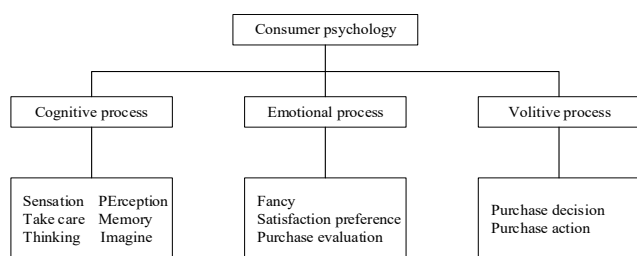 Consumer psychology
Cognitive process
Emotional process
Volitive process
Sensation PErception
Take care Memory
Thinking Imagine
Fancy
Satisfaction preference
Purchase evaluation
Purchase decision
Purchase action